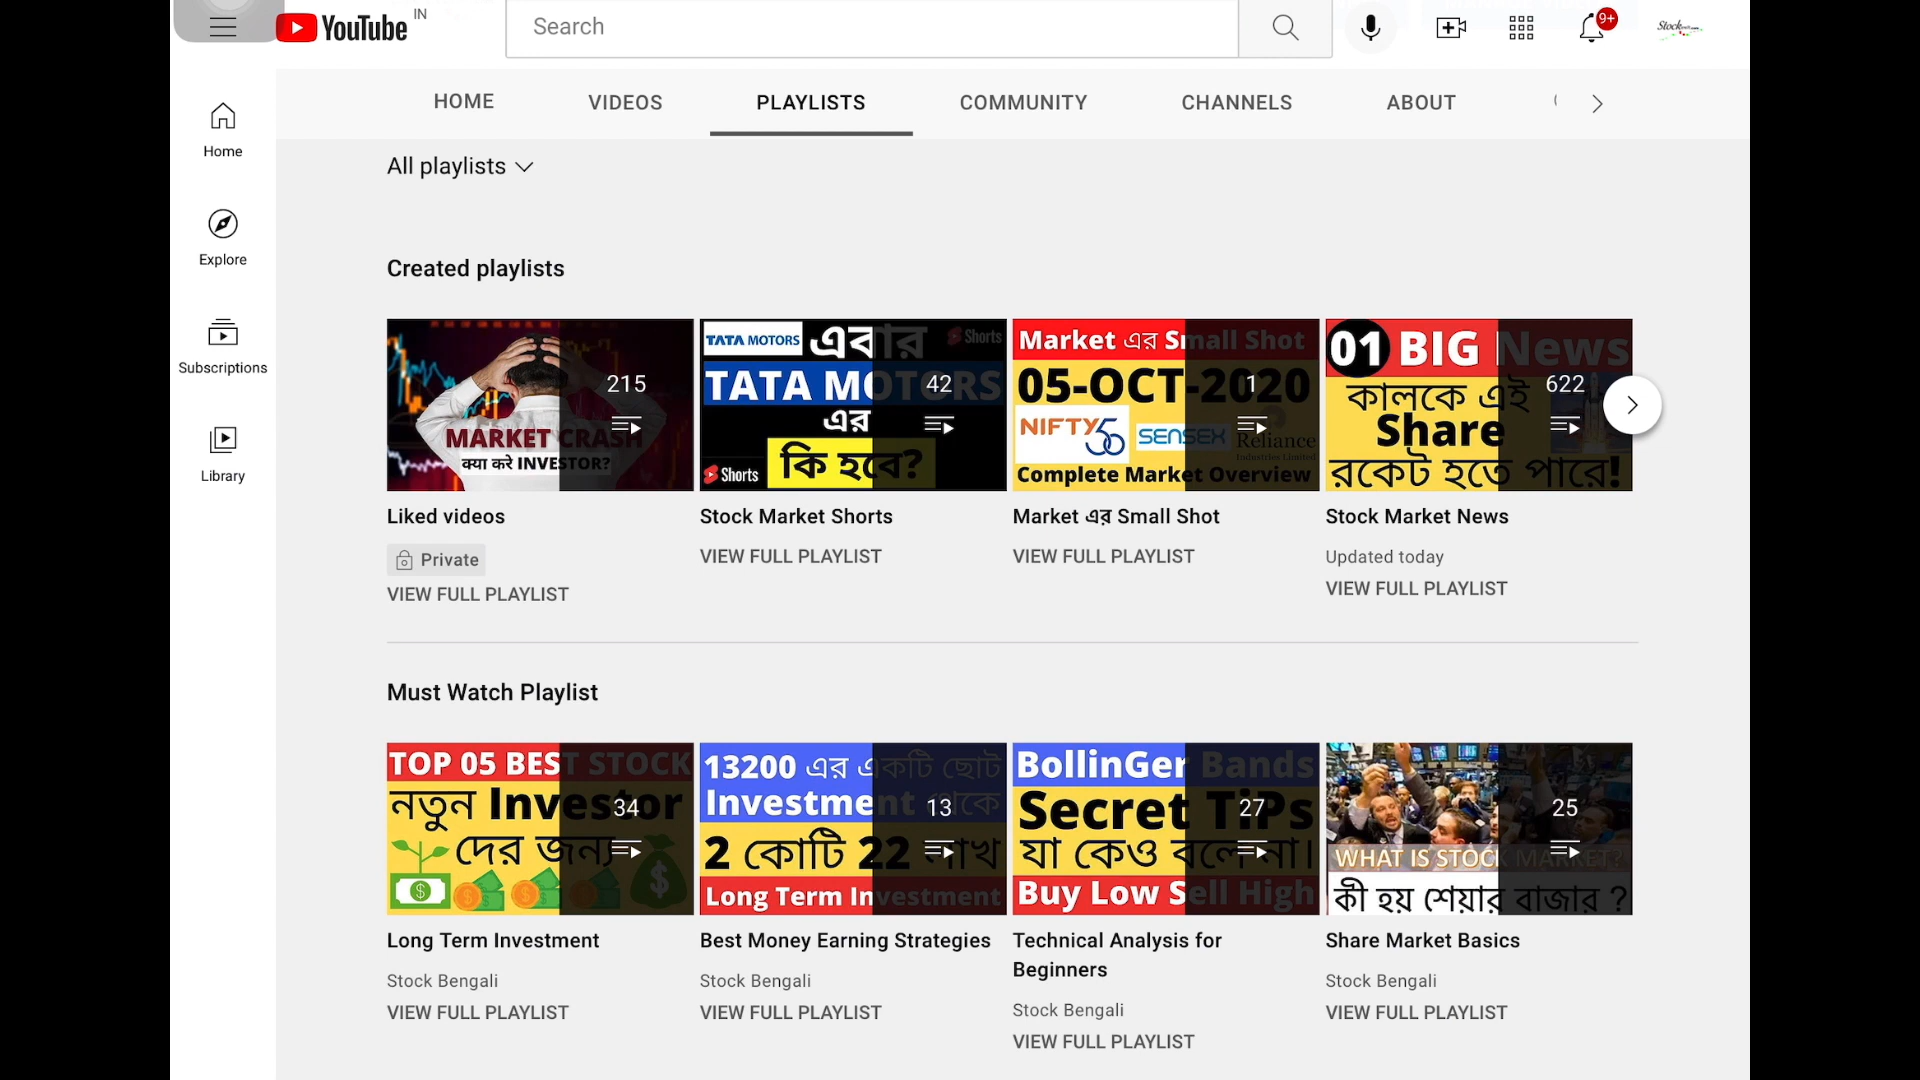 YouTube IN
Search
9+
HOME VIDEOS PLAYLISTS COMMUNITY CHANNELS ABOUT
Home
Explore
Subscriptions
Library
All playlists
Created playlists
215
MARKET CRASH
क्या करे INVESTOR?
Liked videos
Private
VIEW FULL PLAYLIST
TATA MOTORS এবার Shorts
TATA MOTORS
42
এর
Shorts কি হবে?
Stock Market Shorts
VIEW FULL PLAYLIST
Market এর Small Shot
05-OCT-2020
1
NIFTY50 SENSEX Reliance
Industries Limited
Complete Market Overview
Market এর Small Shot
VIEW FULL PLAYLIST
01 BIG News
কালকে এই
622
Share
রকেট হতে পারে!
Stock Market News
Updated today
VIEW FULL PLAYLIST
Must Watch Playlist
TOP 05 BEST STOCK
নতুন Investor
34
দের জন্য
Long Term Investment
Stock Bengali
VIEW FULL PLAYLIST
13200 এর একটি ছোট
Investment থেকে
13
2 কোটি 22 লাখ
Long Term Investment
Best Money Earning Strategies
Stock Bengali
VIEW FULL PLAYLIST
BollinGer Bands
Secret TiPs
27
যা কেও বলে না।
Buy Low Sell High
Technical Analysis for
Beginners
Stock Bengali
VIEW FULL PLAYLIST
25
WHAT IS STOCK MARKET?
কী হয় শেয়ার বাজার ?
Share Market Basics
Stock Bengali
VIEW FULL PLAYLIST